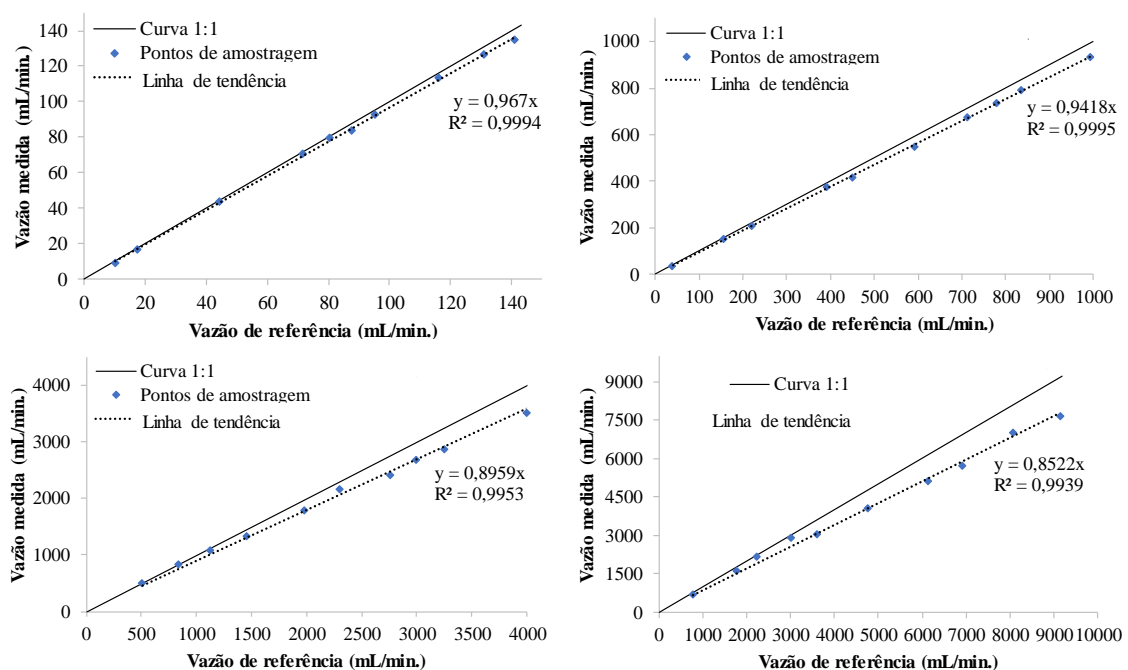 140
120
100
80
60
40
20
0
Vazão medida (mL/min.)
Curva 1:1
Pontos de amostragem
Linha de tendência
y = 0,967x
R² = 0,9994
0 20 40 60 80 100 120 140
Vazão de referência (mL/min.)
1000
800
600
400
200
0
Vazão medida (mL/min.)
Curva 1:1
Pontos de amostragem
Linha de tendência
y = 0,9418x
R² = 0,9995
0 100 200 300 400 500 600 700 800 900 1000
Vazão de referência (mL/min.)
4000
3000
2000
1000
0
Vazão medida (mL/min.)
Curva 1:1
Pontos de amostragem
Linha de tendência
y = 0,8959x
R² = 0,9953
0 500 1000 1500 2000 2500 3000 3500 4000
Vazão de referência (mL/min.)
9000
7500
6000
4500
3000
1500
0
Vazão medida (mL/min.)
Curva 1:1
Linha de tendência
y = 0,8522x
R² = 0,9939
0 1000 2000 3000 4000 5000 6000 7000 8000 9000 10000
Vazão de referência (mL/min.)